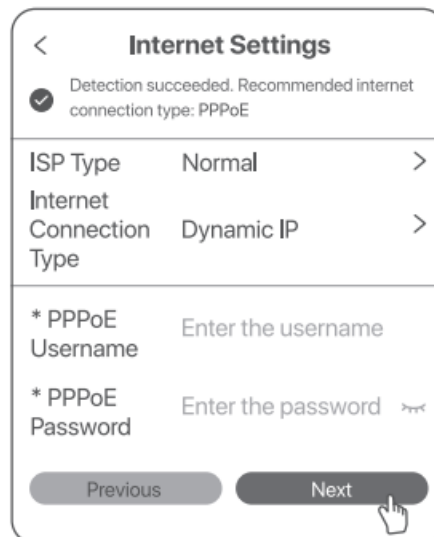 Internet Settings
Detection succeeded. Recommended internet
connection type: PPPoE
ISP Type Normal
Internet
Connection Dynamic IP
Type
* PPPoE
Username Enter the username
* PPPoE
Password Enter the password
Previous Next